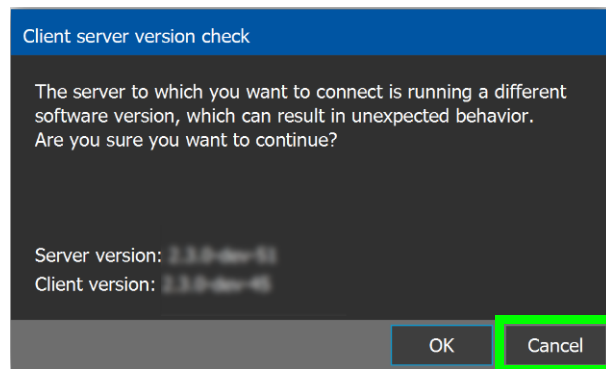 Client server version check
The server to which you want to connect is running a different
software version, which can result in unexpected behavior.
Are you sure you want to continue?
Server version:
Client version:
OK
Cancel